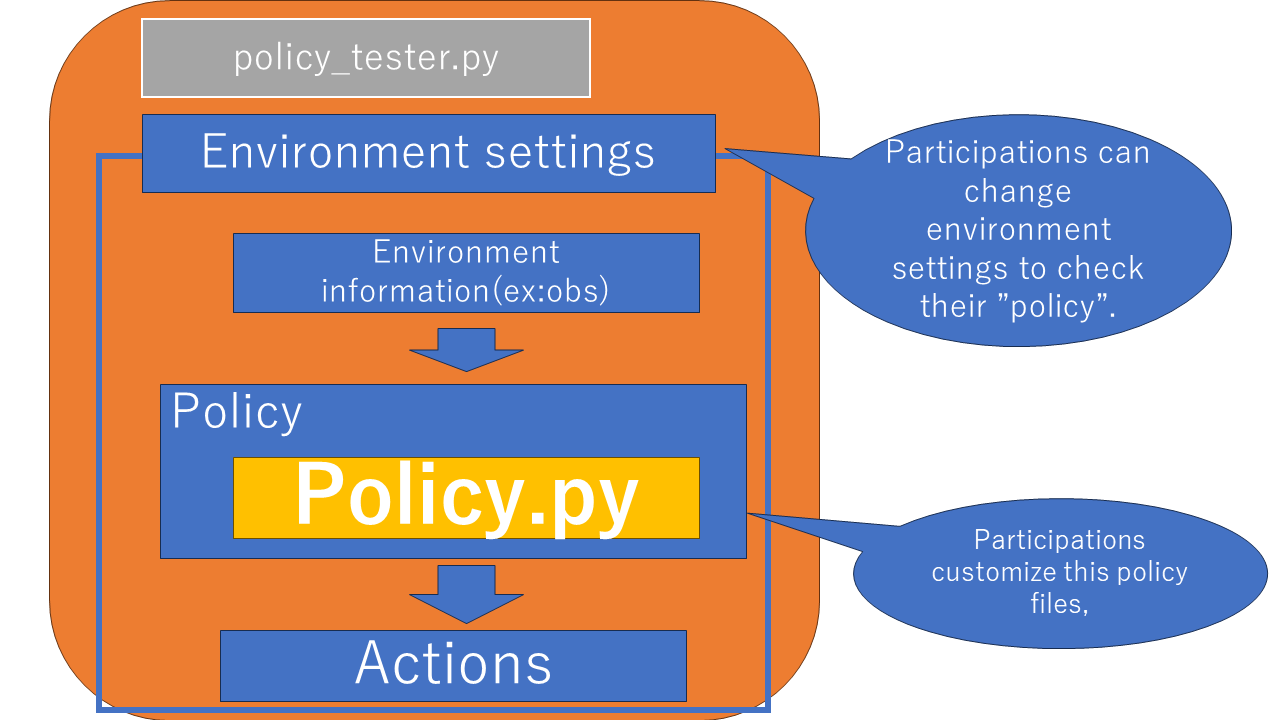 policy_tester.py
Environment settings
Participations can
change
environment
settings to check
their ”policy”.
Environment
information(ex:obs)
Policy
Policy.py
Participations
customize this policy
files,
Actions